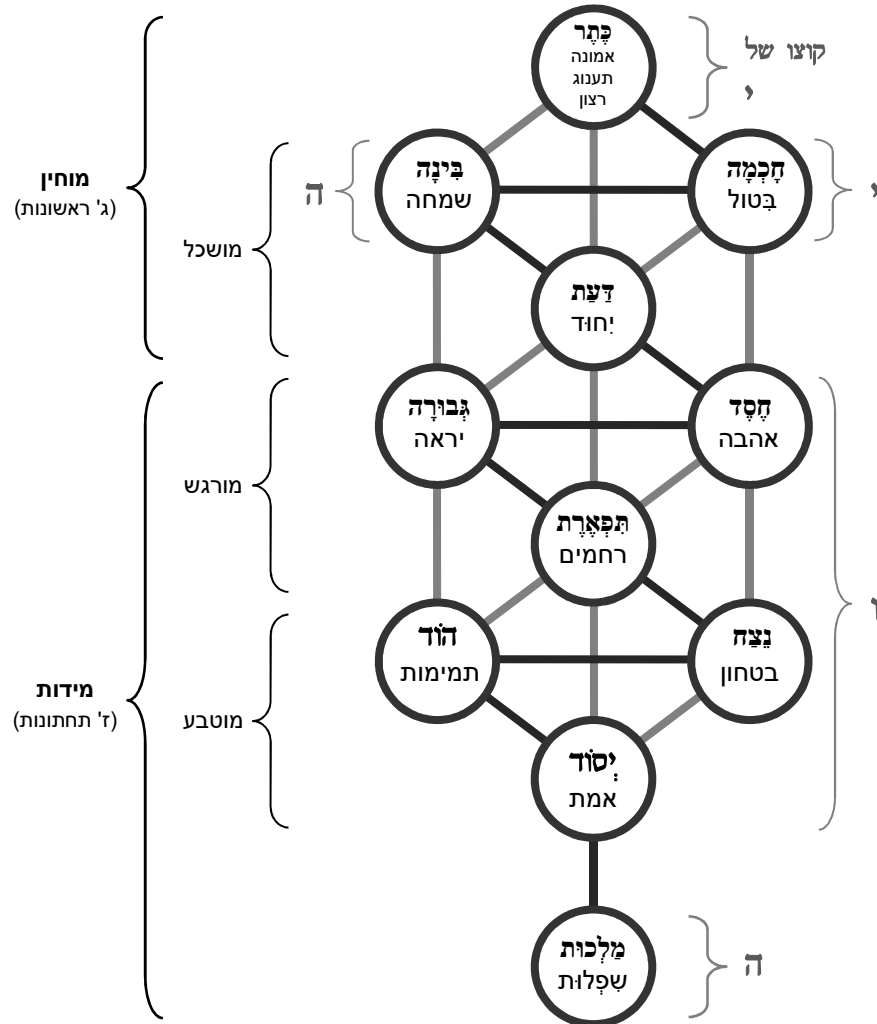 כֶּתֶר
אמונה
תענוג
רצון
קוצו של
י
חָכְמָה
בִּטול
י
בִּינָה
שמחה
ה
מוחין
(ג' ראשונות)
מושכל
דַּעַת
יִחוּד
חֶסֶד
אהבה
גְּבוּרָה
יראה
מורגש
תִּפְאֶרֶת
רחמים
ו
נֵצַח
בטחון
הוֹד
תמימות
מוטבע
מידות
(ז' תחתונות)
יְסוֹד
אמת
מַלְכוּת
שִפְלוּת
ה